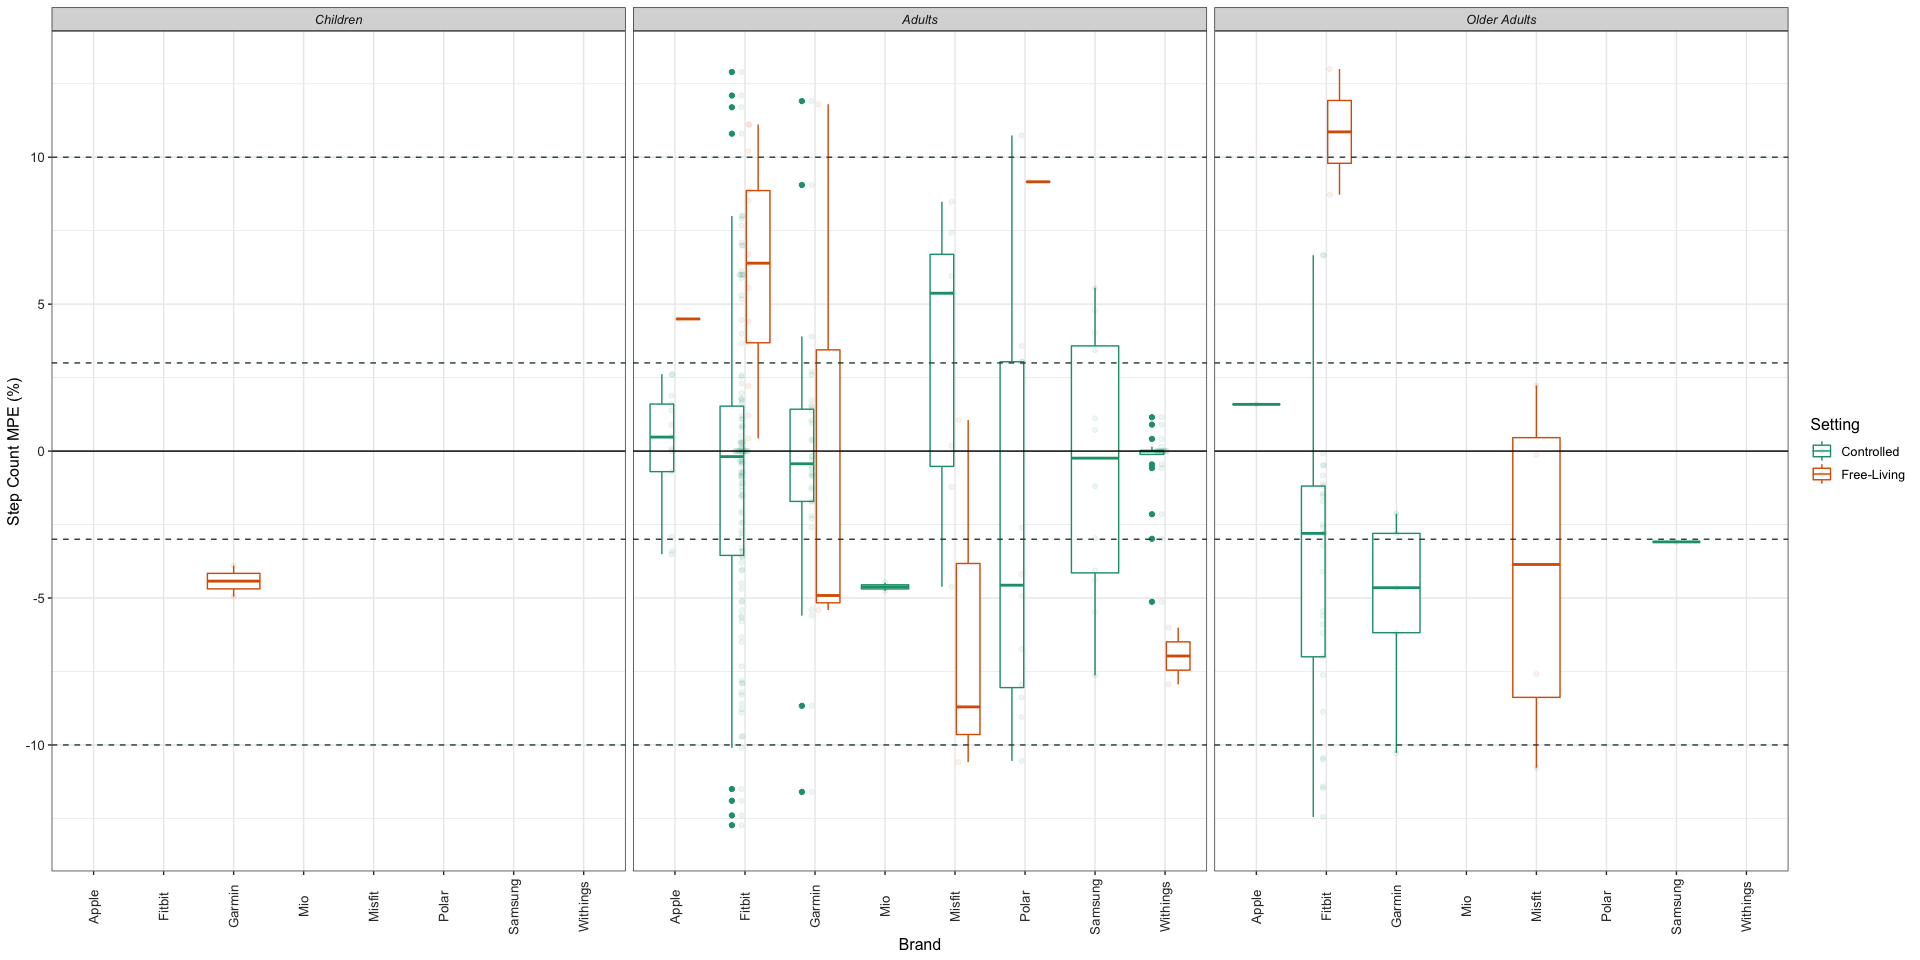 Children
Adults
Older Adults
Step Count MPE (%)
10
5
0
-5
-10
Apple
Fitbit
Garmin
Mio
Misfit
Polar
Samsung
Withings
Apple
Fitbit
Garmin
Mio
Misfit
Polar
Samsung
Withings
Apple
Fitbit
Garmin
Mio
Misfit
Polar
Samsung
Withings
Brand
Setting
Controlled
Free-Living